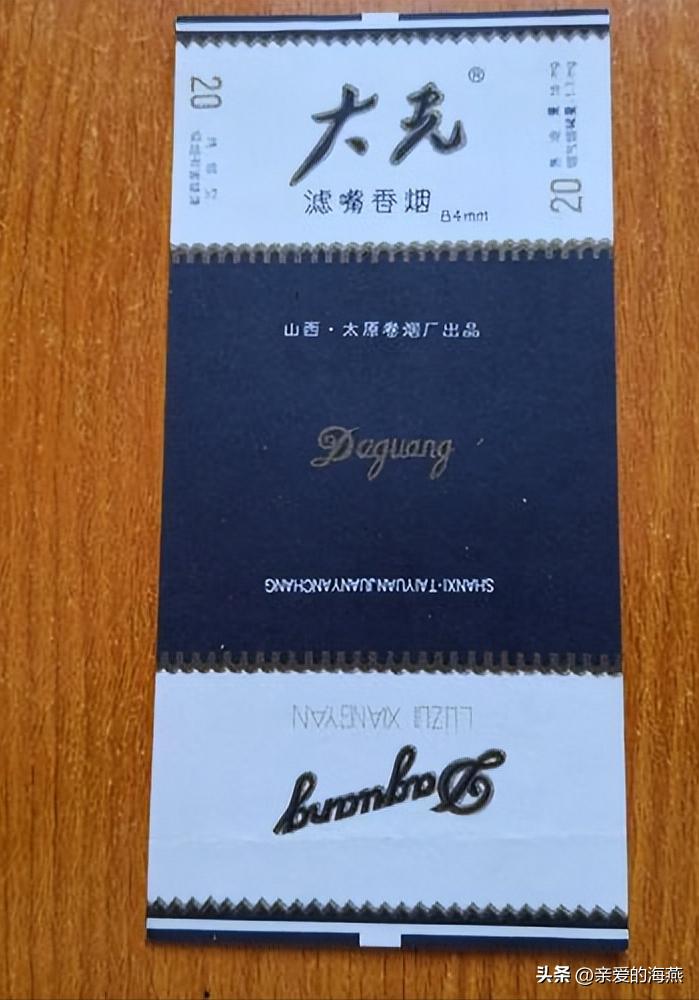 大光
®
滤嘴香烟
84mm
20
20
山西·太原卷烟厂出品
Daguang
SHANXI·TAIYUANJUANYANCHANG
LUZUI XIANGYAN
Daguang
头条 @亲爱的海燕